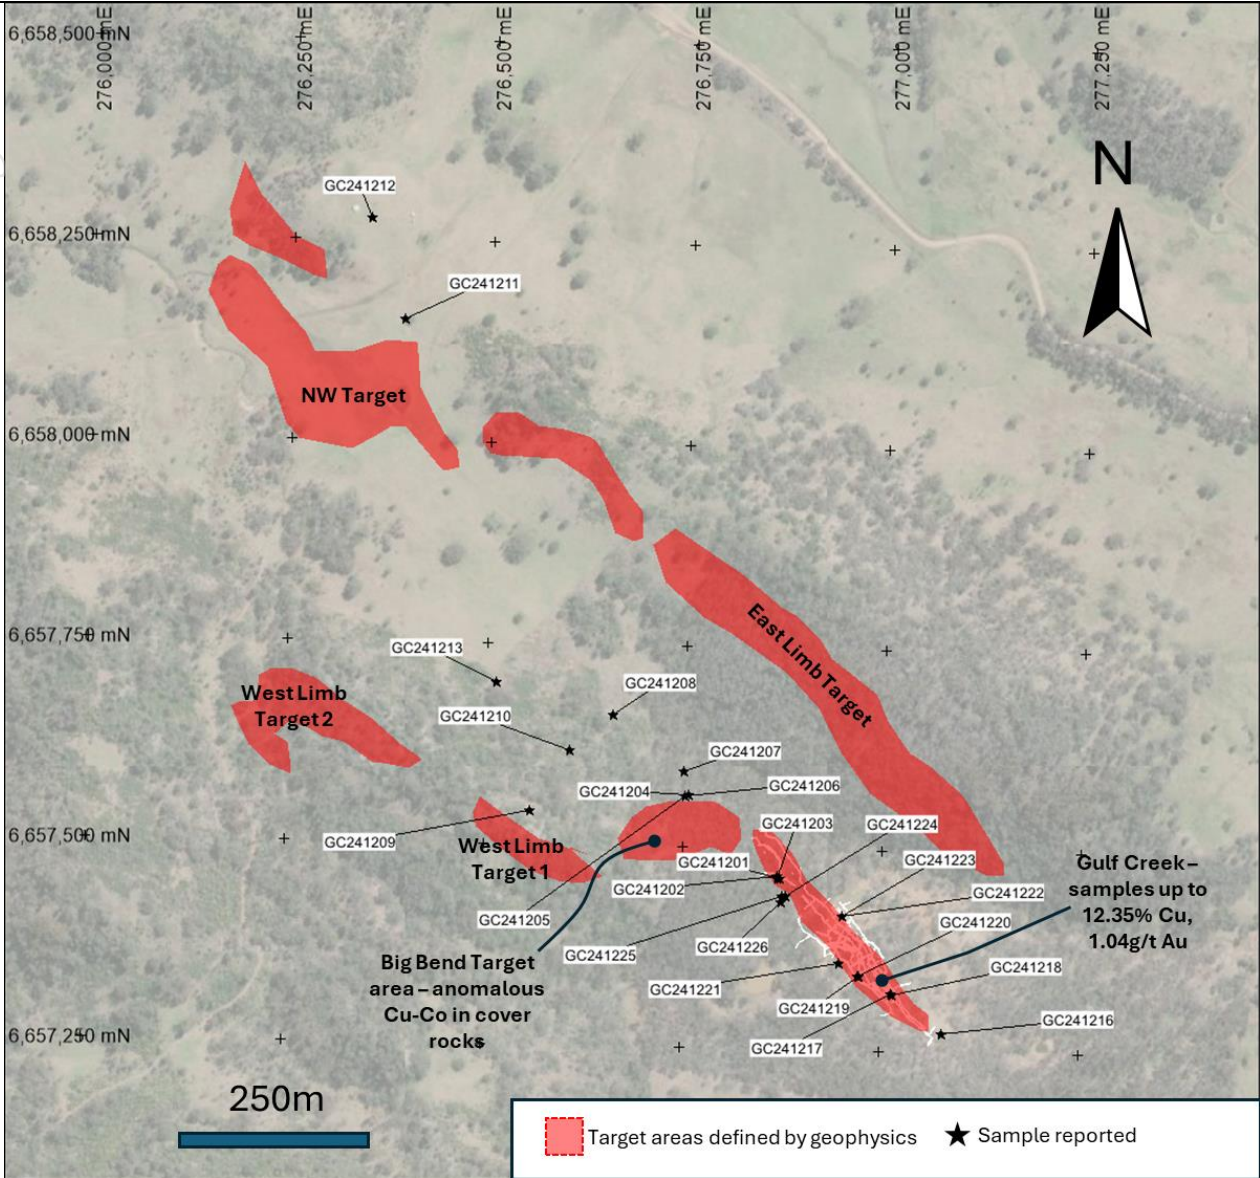 276,000 mE
276,250 mE
276,500 mE
276,750 mE
277,000 mE
277,250 mE
6,658,500 mN
N
GC241212
6,658,250 mN
GC241211
NW Target
6,658,000 mN
East Limb Target
6,657,750 mN
GC241213
GC241208
West Limb
Target 2
GC241210
GC241207
GC241204
GC241206
6,657,500 mN
GC241209
GC241203
GC241224
West Limb
Target 1
GC241201
GC241223
Gulf Creek –
samples up to
12.35% Cu,
1.04g/t Au
GC241202
GC241222
GC241205
GC241220
GC241225
GC241226
Big Bend Target
area – anomalous
Cu-Co in cover
rocks
GC241218
GC241221
GC241219
GC241216
6,657,250 mN
GC241217
250m
Target areas defined by geophysics
Sample reported